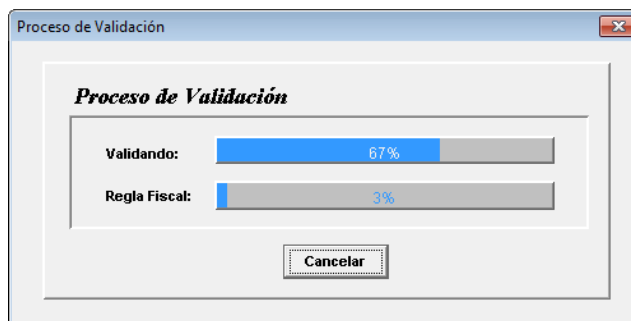 Proceso de Validación
Proceso de Validación
Validando: 67%
Regla Fiscal: 3%
Cancelar